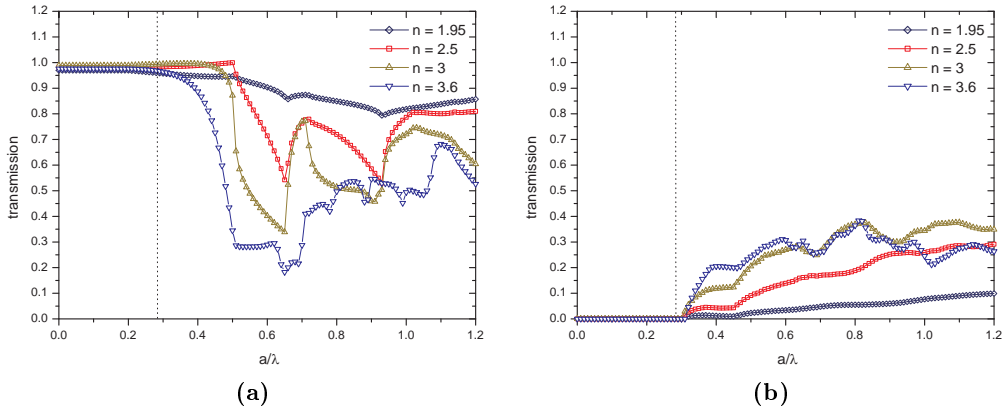 n = 1.95
n = 2.5
n = 3
n = 3.6
1.2
1.1
1.0
0.9
0.8
0.7
0.6
0.5
0.4
0.3
0.2
0.1
0.0
transmission
0.0 0.2 0.4 0.6 0.8 1.0 1.2
a/λ
(a)
n = 1.95
n = 2.5
n = 3
n = 3.6
1.2
1.1
1.0
0.9
0.8
0.7
0.6
0.5
0.4
0.3
0.2
0.1
0.0
transmission
0.0 0.2 0.4 0.6 0.8 1.0 1.2
a/λ
(b)